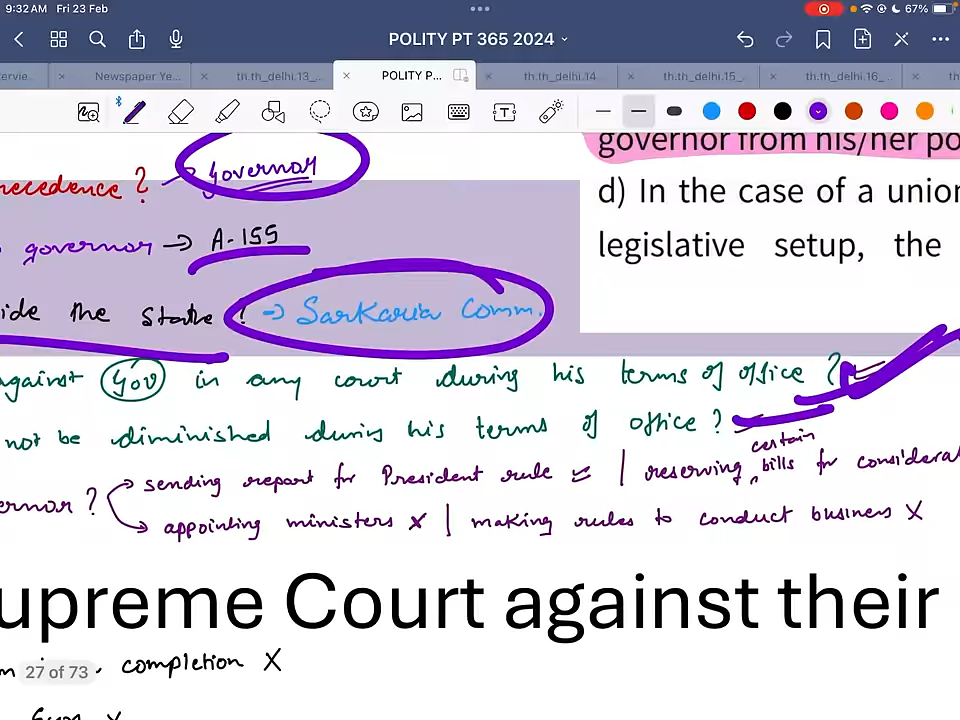 9:32 AM Fri 23 Feb
67%
POLITY PT 365 2024
Newspaper Ye...
th.th_delhi.13_...
POLITY P...
th.th_delhi.14
th.th_delhi.15_...
th.th_delhi.16_...
recedence ? → Governor
governor from his/her po
governor → A-155
d) In the case of a union
legislative setup, the
ide the state ? → Sarkaria Comm.
against Gov in any court during his terms of office ?
not be diminished during his terms of office ?
certain
sending report for President rule ✓ | reserving bills for considerat
ernor ?
appointing ministers X | making rules to conduct business X
upreme Court against their
completion X
27 of 73